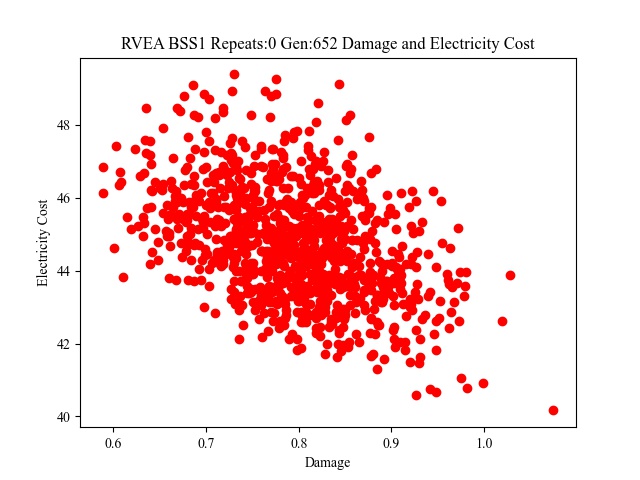 RVEA BSS1 Repeats:0 Gen:652 Damage and Electricity Cost
48
46
44
42
40
Electricity Cost
0.6 0.7 0.8 0.9 1.0
Damage